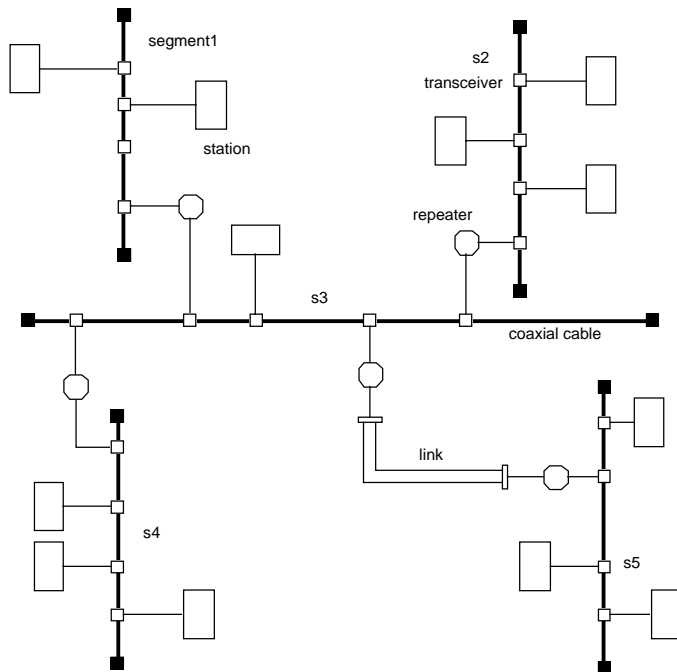 segment1
s2
transceiver
station
repeater
s3
coaxial cable
link
s4
s5